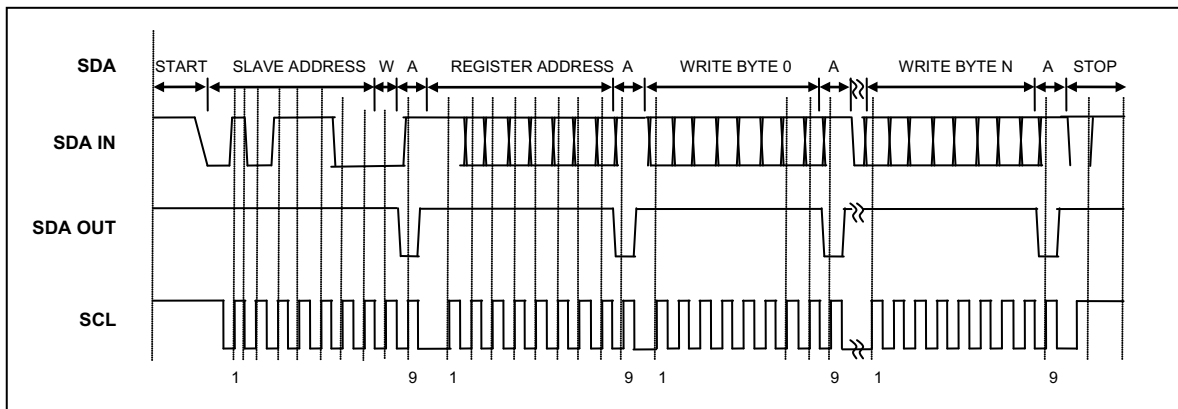 SDA START SLAVE ADDRESS W A REGISTER ADDRESS A WRITE BYTE 0 A WRITE BYTE N A STOP
SDA IN
SDA OUT
SCL
1 9 1 9 1 9 1 9